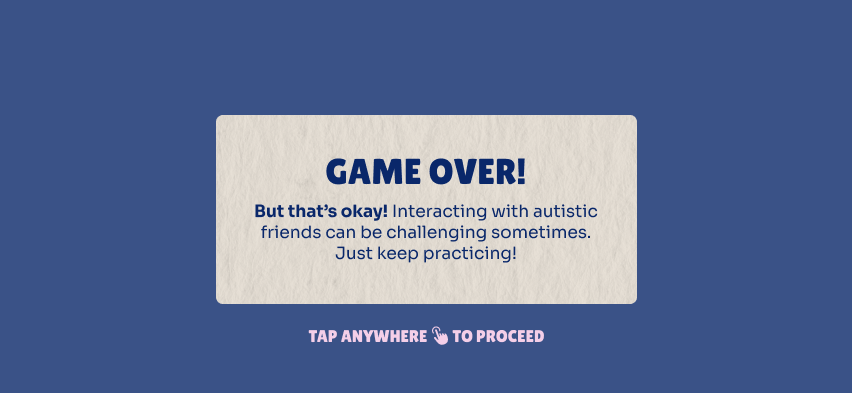 GAME OVER!
But that's okay! Interacting with autistic
friends can be challenging sometimes.
Just keep practicing!
TAP ANYWHERE TO PROCEED